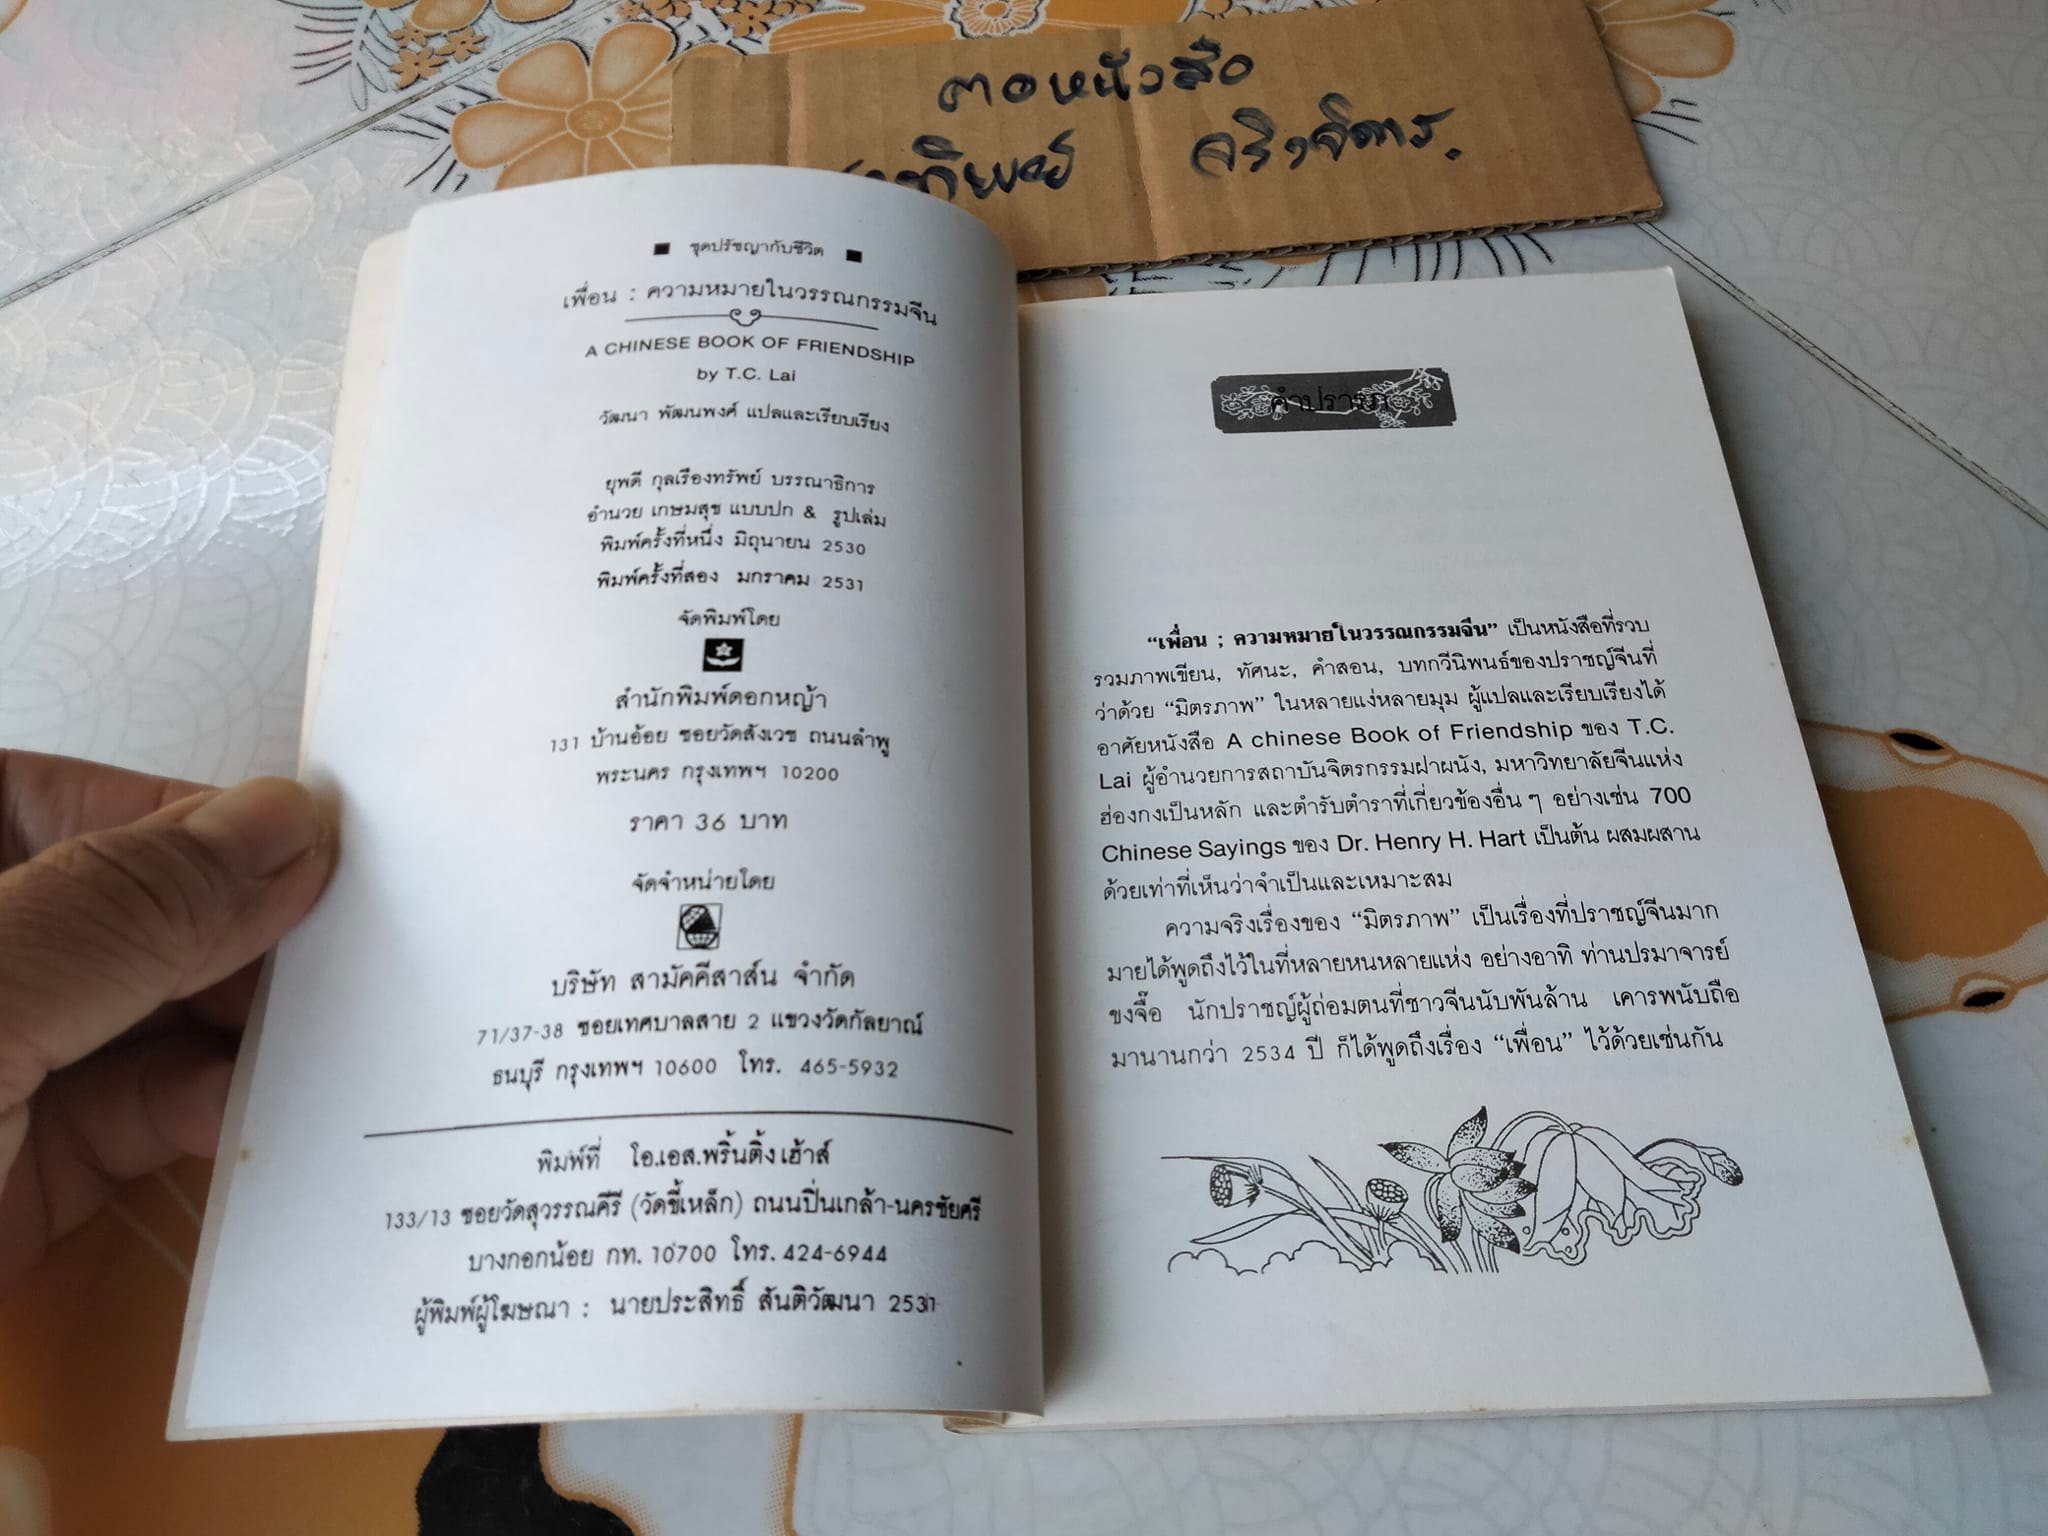 ตอหนังสือ
จริงจิตร.
■ ชุดปรัชญากับชีวิต ■
เพื่อน : ความหมายในวรรณกรรมจีน
A CHINESE BOOK OF FRIENDSHIP
by T.C. Lai
วัฒนา พัฒนพงศ์ แปลและเรียบเรียง
ยุพดี กุลเรืองทรัพย์ บรรณาธิการ
อำนวย เกษมสุข แบบปก & รูปเล่ม
พิมพ์ครั้งที่หนึ่ง มิถุนายน 2530
พิมพ์ครั้งที่สอง มกราคม 2531
จัดพิมพ์โดย
สำนักพิมพ์ดอกหญ้า
131 บ้านอ้อย ซอยวัดสังเวช ถนนลำพู
พระนคร กรุงเทพฯ 10200
ราคา 36 บาท
จัดจำหน่ายโดย
บริษัท สามัคคีสาส์น จำกัด
71/37-38 ซอยเทศบาลสาย 2 แขวงวัดกัลยาณ์
ธนบุรี กรุงเทพฯ 10600 โทร. 465-5932
พิมพ์ที่ โอ.เอส.พริ้นติ้งเฮ้าส์
133/13 ซอยวัดสุวรรณคีรี (วัดขี้เหล็ก) ถนนปิ่นเกล้า-นครชัยศรี
บางกอกน้อย กท. 10700 โทร. 424-6944
ผู้พิมพ์ผู้โฆษณา : นายประสิทธิ์ สันติวัฒนา 2531
คำปรารภ
“เพื่อน ; ความหมายในวรรณกรรมจีน” เป็นหนังสือที่รวบ
รวมภาพเขียน, ทัศนะ, คำสอน, บทกวีนิพนธ์ของปราชญ์จีนที่
ว่าด้วย “มิตรภาพ” ในหลายแง่หลายมุม ผู้แปลและเรียบเรียงได้
อาศัยหนังสือ A chinese Book of Friendship ของ T.C.
Lai ผู้อำนวยการสถาบันจิตรกรรมฝาผนัง, มหาวิทยาลัยจีนแห่ง
ฮ่องกงเป็นหลัก และตำรับตำราที่เกี่ยวข้องอื่น ๆ อย่างเช่น 700
Chinese Sayings ของ Dr. Henry H. Hart เป็นต้น ผสมผสาน
ด้วยเท่าที่เห็นว่าจำเป็นและเหมาะสม
ความจริงเรื่องของ “มิตรภาพ” เป็นเรื่องที่ปราชญ์จีนมาก
มายได้พูดถึงไว้ในที่หลายหนหลายแห่ง อย่างอาทิ ท่านปรมาจารย์
ขงจื๊อ นักปราชญ์ผู้ถ่อมตนที่ชาวจีนนับพันล้าน เคารพนับถือ
มานานกว่า 2534 ปี ก็ได้พูดถึงเรื่อง “เพื่อน” ไว้ด้วยเช่นกัน